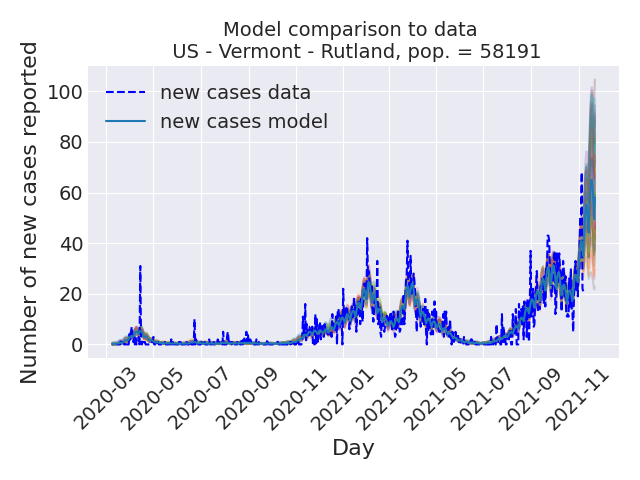 Model comparison to data
US - Vermont - Rutland, pop. = 58191
Number of new cases reported
100
80
60
40
20
0
new cases data
new cases model
2020-03
2020-05
2020-07
2020-09
2020-11
2021-01
2021-03
2021-05
2021-07
2021-09
2021-11
Day